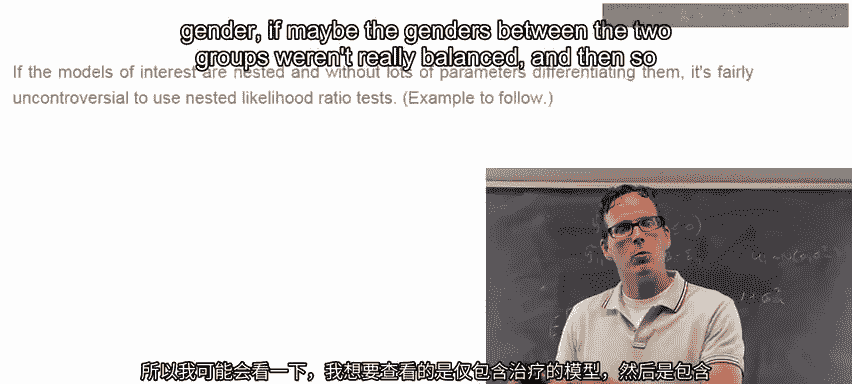 gender, if maybe the genders between the two
groups weren't really balanced, and then so
If the models of interest are nested and without lots of parameters differentiating them, it's fairly
uncontroversial to use nested likelihood ratio tests. (Example to follow.)
所以我可能会看一下，我想要查看的是仅包含治疗的模型，然后是包含